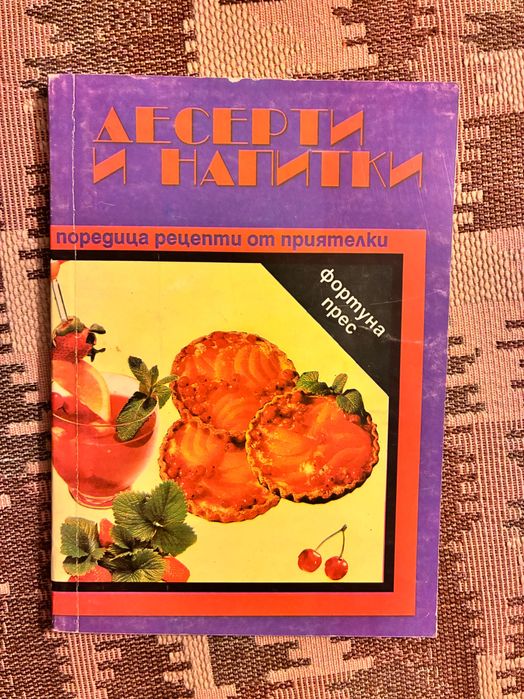 ДЕСЕРТИ
И НАПИТКИ
поредица рецепти от приятелки
фортуна
прес